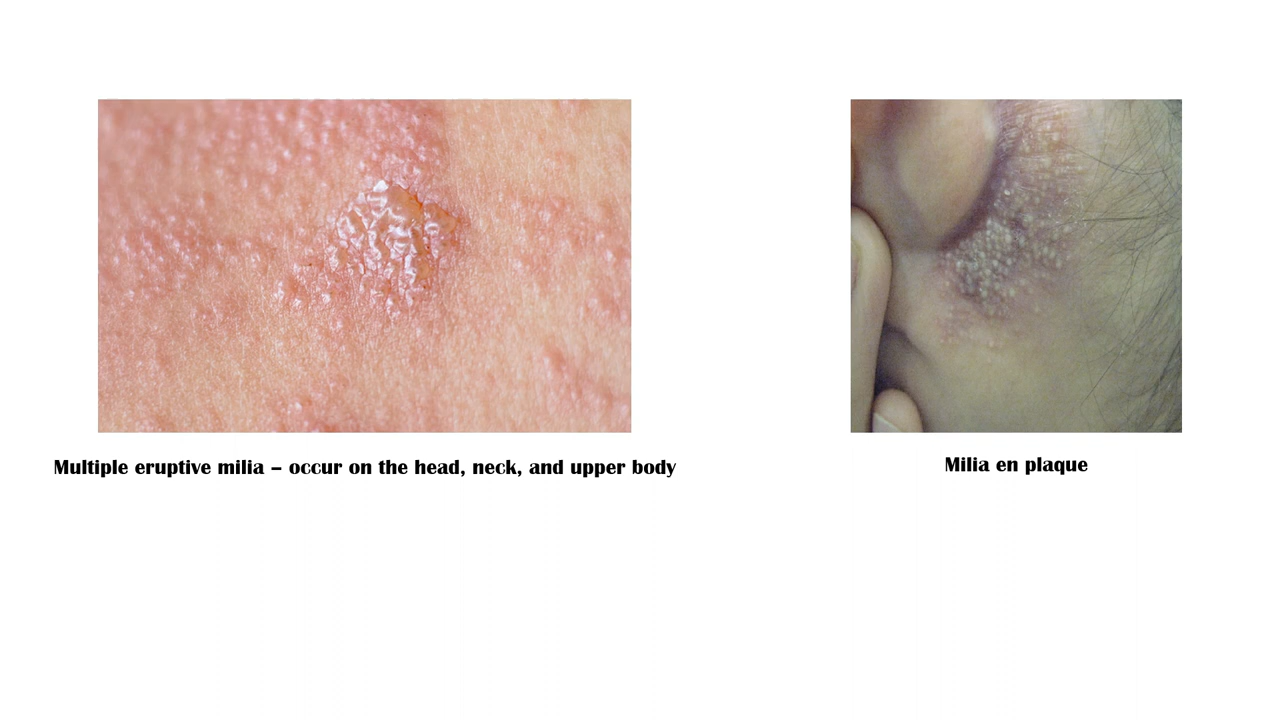 Multiple eruptive milia – occur on the head, neck, and upper body
Milia en plaque